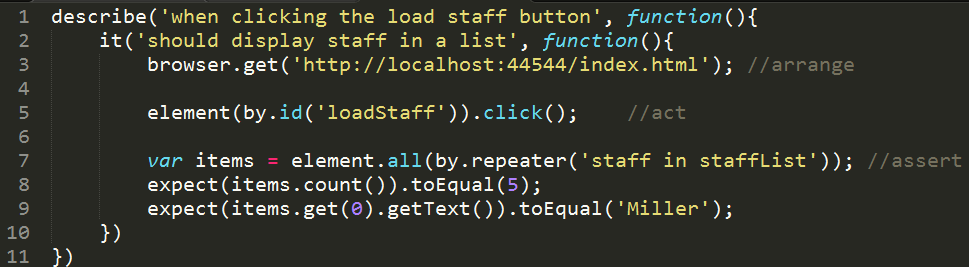 1 describe('when clicking the load staff button', function(){
2     it('should display staff in a list', function(){
3         browser.get('http://localhost:44544/index.html'); //arrange
4
5         element(by.id('loadStaff')).click();    //act
6
7         var items = element.all(by.repeater('staff in staffList')); //assert
8         expect(items.count()).toEqual(5);
9         expect(items.get(0).getText()).toEqual('Miller');
10     })
11 })